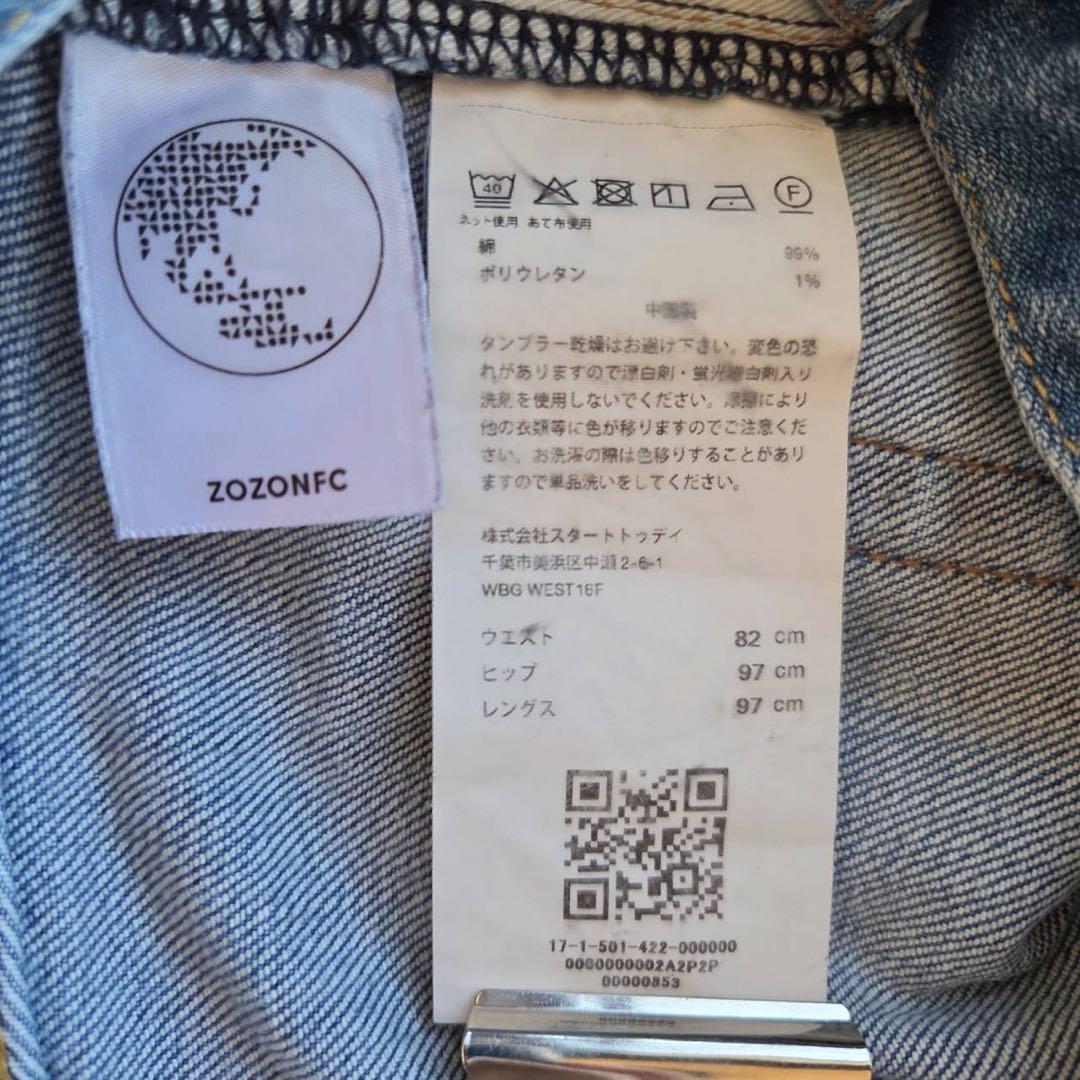 ZOZONFC
40
F
ネット使用 あて布使用
綿 99%
ポリウレタン 1%
中国製
タンブラー乾燥はお避け下さい。変色の恐
れがありますので漂白剤・蛍光増白剤入り
洗剤を使用しないでください。摩擦により
他の衣類等に色が移りますのでご注意くだ
さい。お洗濯の際は色移りすることがあり
ますので単品洗いをしてください。
株式会社スタートトゥデイ
千葉市美浜区中瀬2-6-1
WBG WEST16F
ウエスト 82 cm
ヒップ 97 cm
レングス 97 cm
17-1-501-422-000000
0000000002A2P2P
00000853